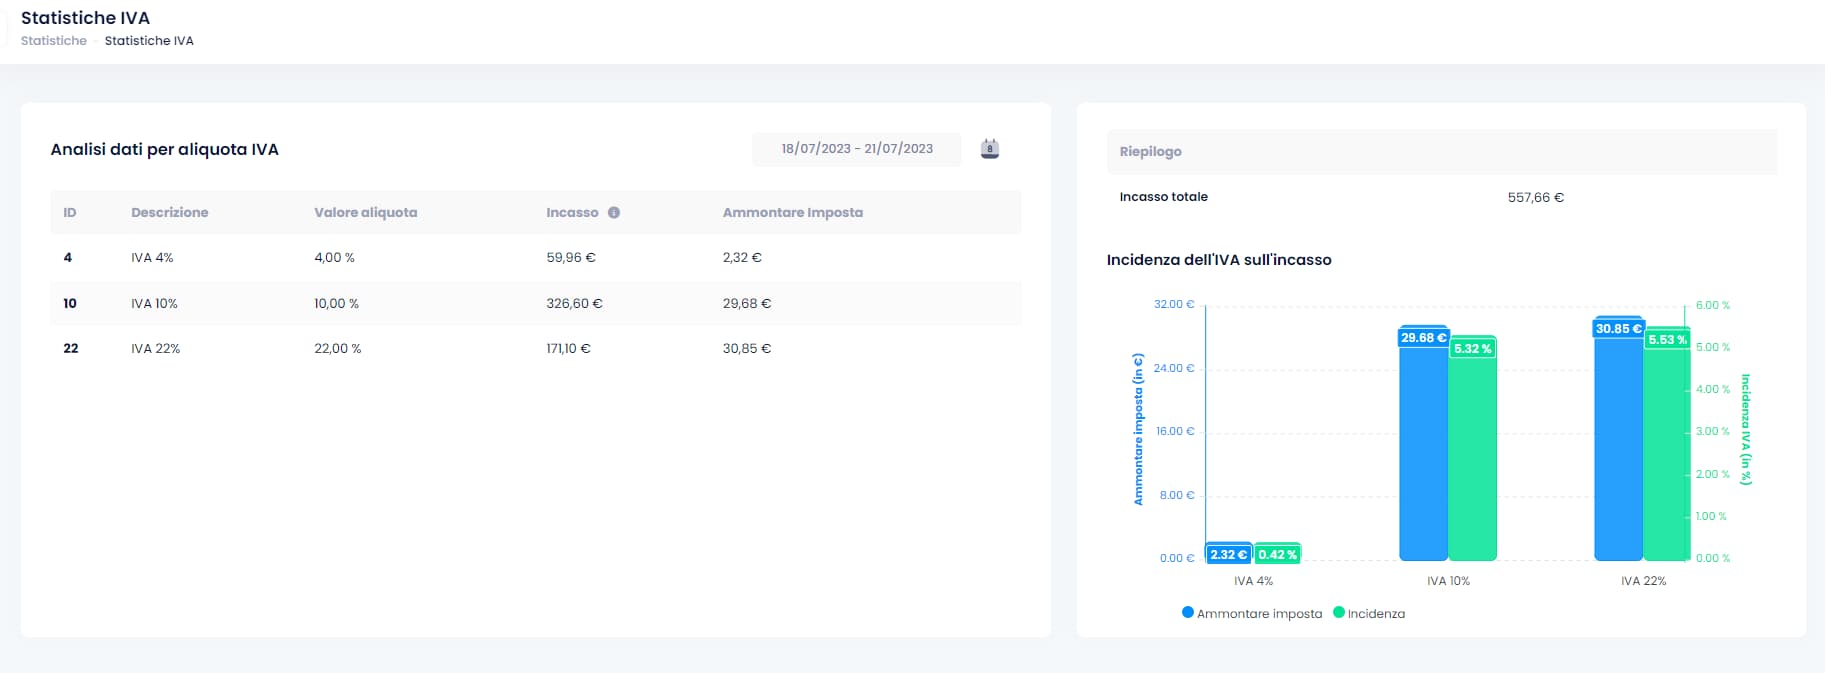 Statistiche IVA
Statistiche - Statistiche IVA
Analisi dati per aliquota IVA
18/07/2023 - 21/07/2023
8
ID Descrizione Valore aliquota Incasso i Ammontare Imposta
4 IVA 4% 4,00 % 59,96 € 2,32 €
10 IVA 10% 10,00 % 326,60 € 29,68 €
22 IVA 22% 22,00 % 171,10 € 30,85 €
Riepilogo
Incasso totale 557,66 €
Incidenza dell'IVA sull'incasso
Ammontare imposta (in €)
32.00 €
24.00 €
16.00 €
8.00 €
0.00 €
2.32 € 0.42 %
29.68 € 5.32 %
30.85 € 5.53 %
6.00 %
5.00 %
4.00 %
3.00 %
2.00 %
1.00 %
0.00 %
Incidenza IVA (in %)
IVA 4% IVA 10% IVA 22%
Ammontare imposta Incidenza